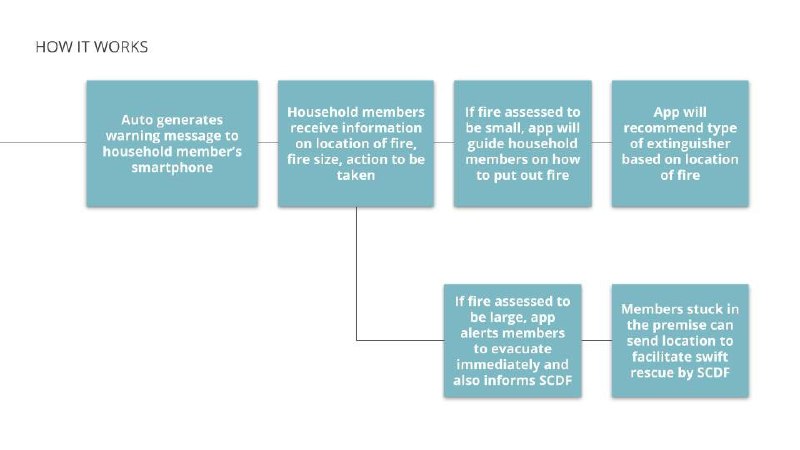 HOW IT WORKS
Auto generates
warning message to
household member's
smartphone
Household members
receive information
on location of fire,
fire size, action to be
taken
If fire assessed to
be small, app will
guide household
members on how
to put out fire
App will
recommend type
of extinguisher
based on location
of fire
If fire assessed to
be large, app
alerts members
to evacuate
immediately and
also informs SCDF
Members stuck in
the premise can
send location to
facilitate swift
rescue by SCDF